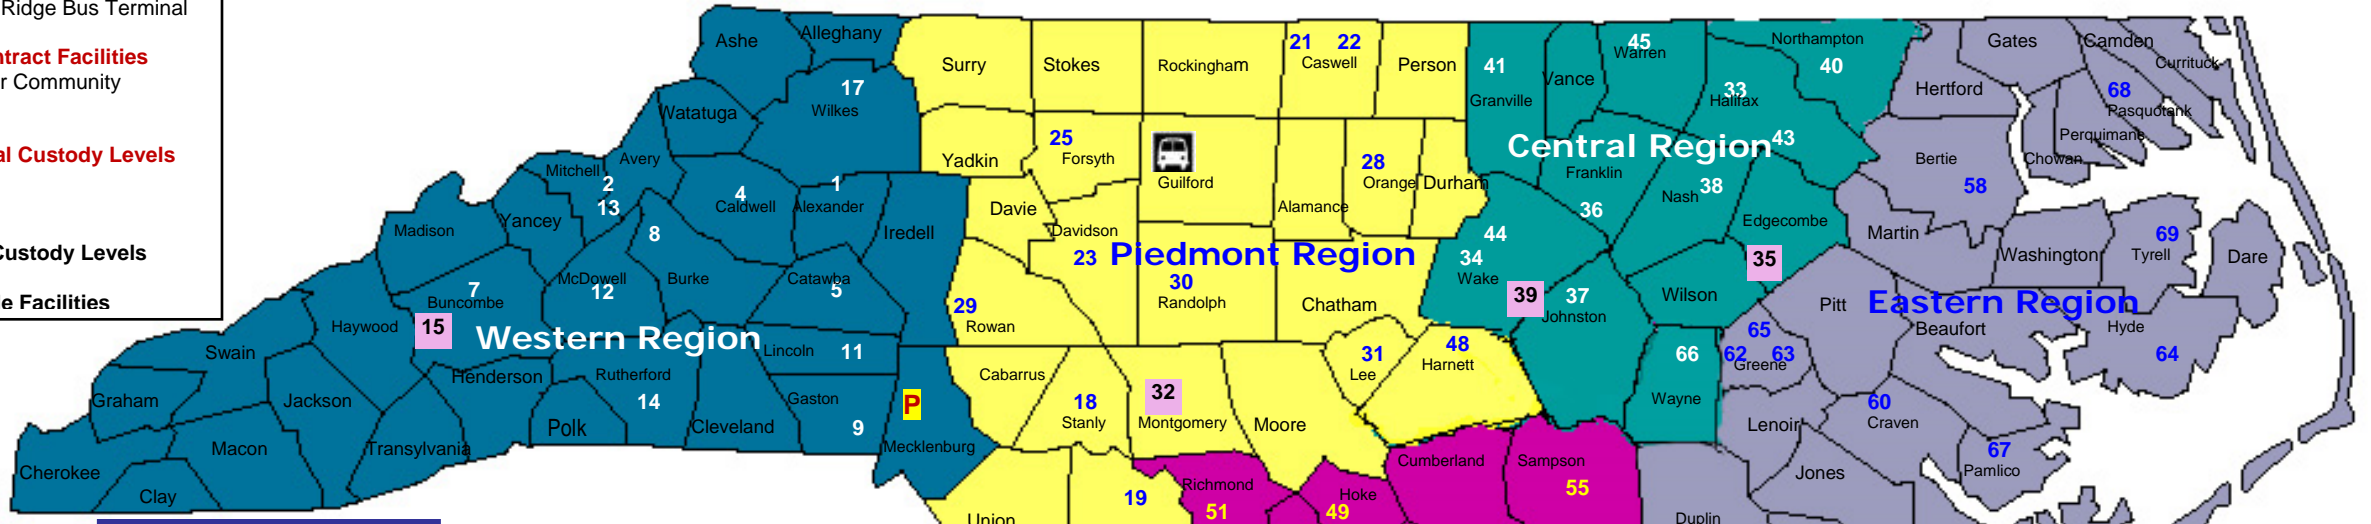 Ridge Bus Terminal
ntract Facilities
r Community
al Custody Levels
Custody Levels
e Facilities
Ashe
Alleghany
17
Wilkes
Watatuga
Avery
Mitchell
2
13
4
Caldwell
1
Alexander
Iredell
Yancey
Madison
8
McDowell
12
Burke
Catawba
5
7
Buncombe
15
Haywood
Western Region
Swain
Lincoln
11
Henderson
Rutherford
14
Graham
Jackson
Gaston
9
P
Polk
Cleveland
Mecklenburg
Macon
Transylvania
Cherokee
Clay
Surry
Stokes
Rockingham
21 22
Caswell
Person
Yadkin
25
Forsyth
Guilford
28
Orange
Durham
Davie
Davidson
23
Alamance
Piedmont Region
30
Randolph
29
Rowan
Chatham
Cabarrus
18
Stanly
32
Montgomery
Moore
31
Lee
48
Harnett
Union
19
41
Granville
Vance
45
Warren
Northampton
40
33
Halifax
Central Region
43
Franklin
Nash
38
36
Edgecombe
44
34
Wake
35
39
37
Johnston
Wilson
66
Wayne
Gates
Camden
Currituck
Hertford
68
Pasquotank
Perquimans
Chowan
Bertie
58
Martin
Washington
69
Tyrell
Dare
Pitt
Eastern Region
Beaufort
Hyde
64
65
62 63
Greene
60
Craven
Lenoir
67
Pamlico
Jones
Duplin
Cumberland
Sampson
55
Richmond
51
Hoke
49